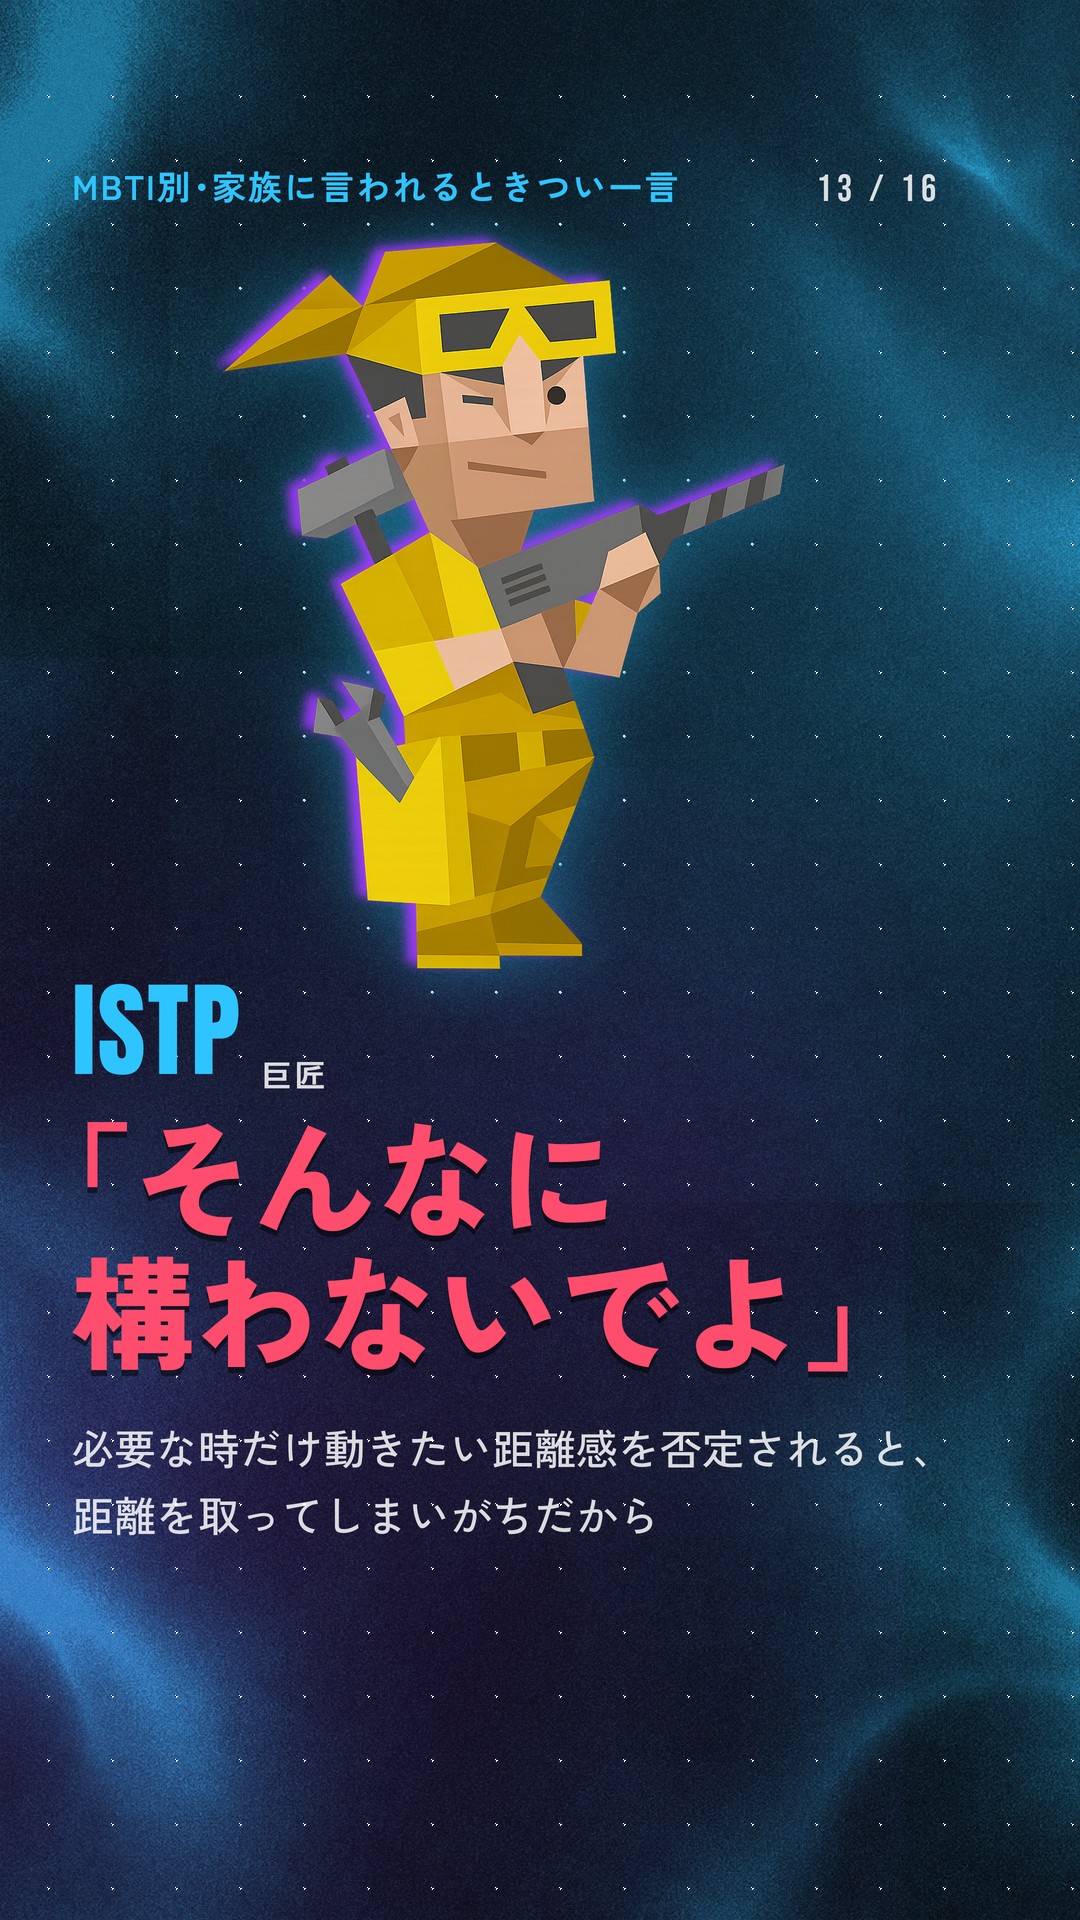 MBTI別・家族に言われるときつい一言
13 / 16
ISTP
巨匠
「そんなに
構わないでよ」
必要な時だけ動きたい距離感を否定されると、
距離を取ってしまいがちだから